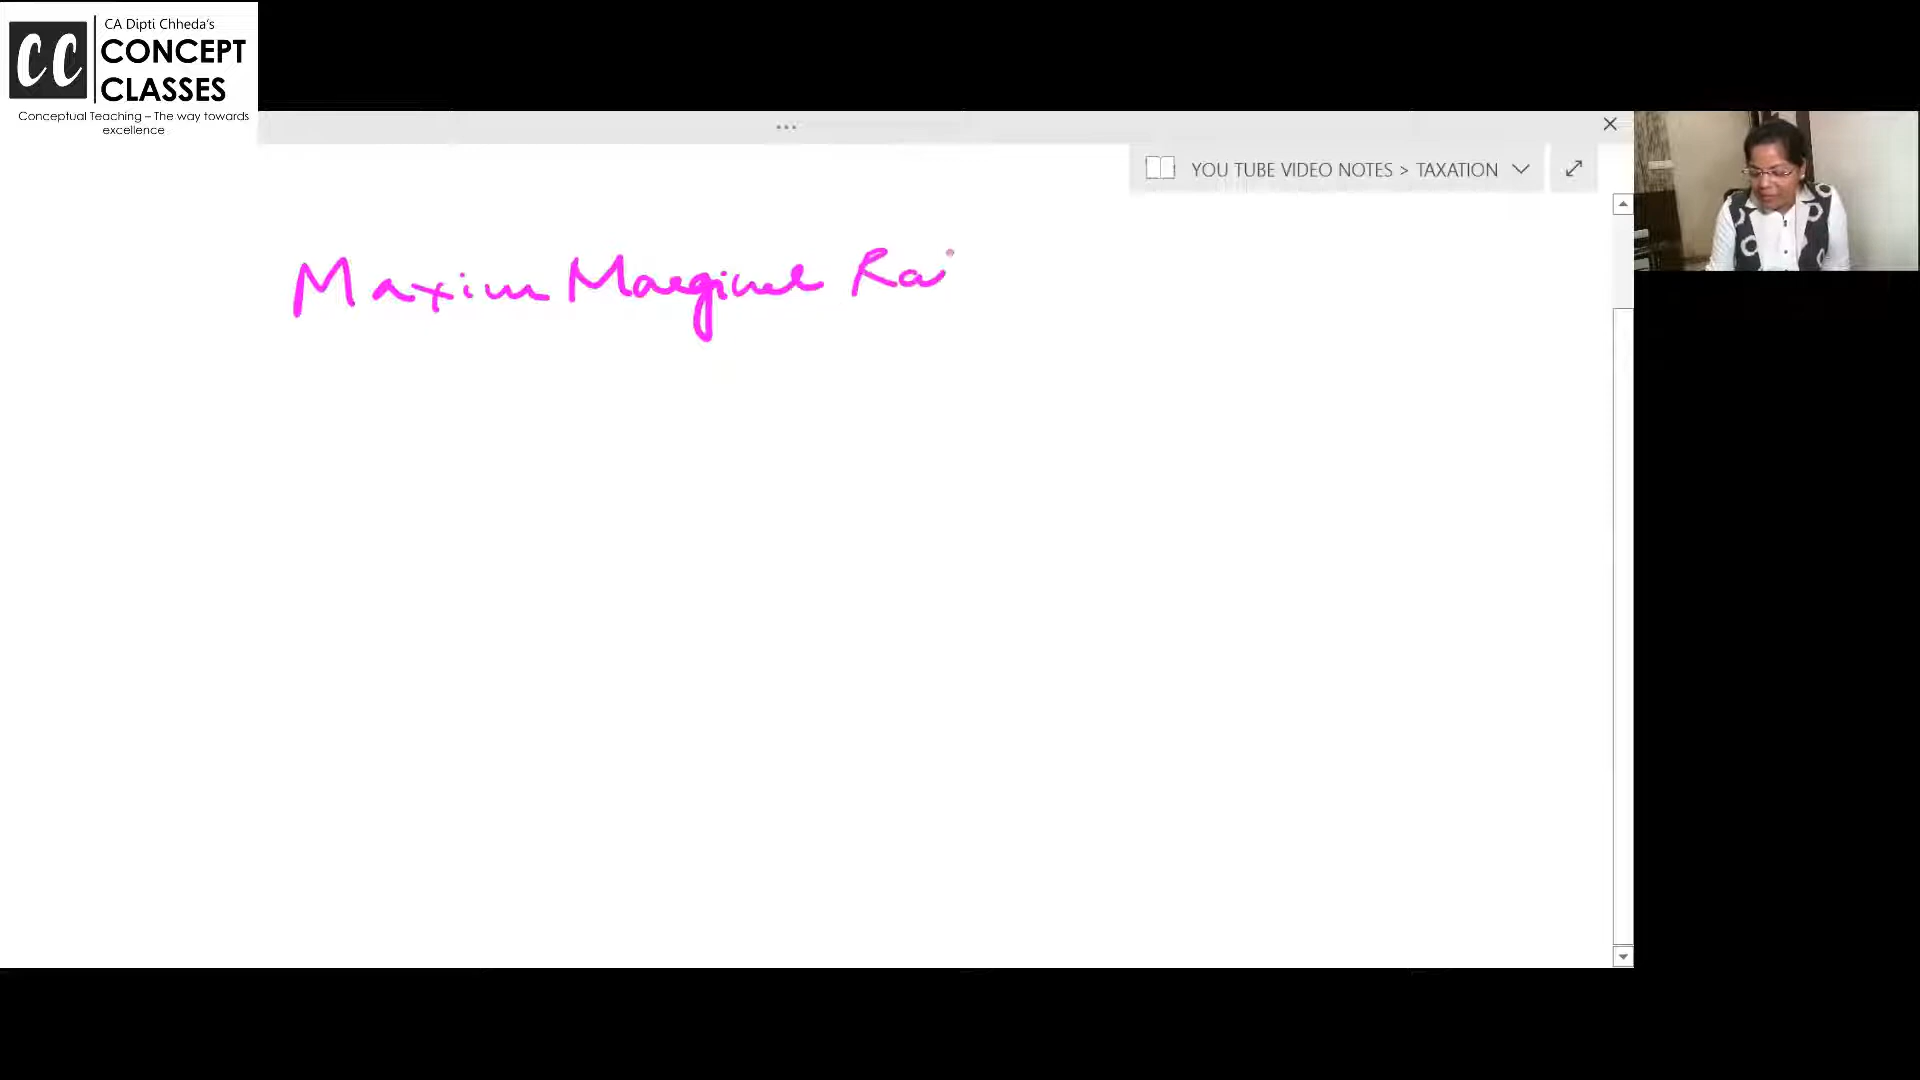 CA Dipti Chheda's
CC CONCEPT
CLASSES
Conceptual Teaching – The way towards
excellence
YOU TUBE VIDEO NOTES > TAXATION
Maxim Marginal Ra